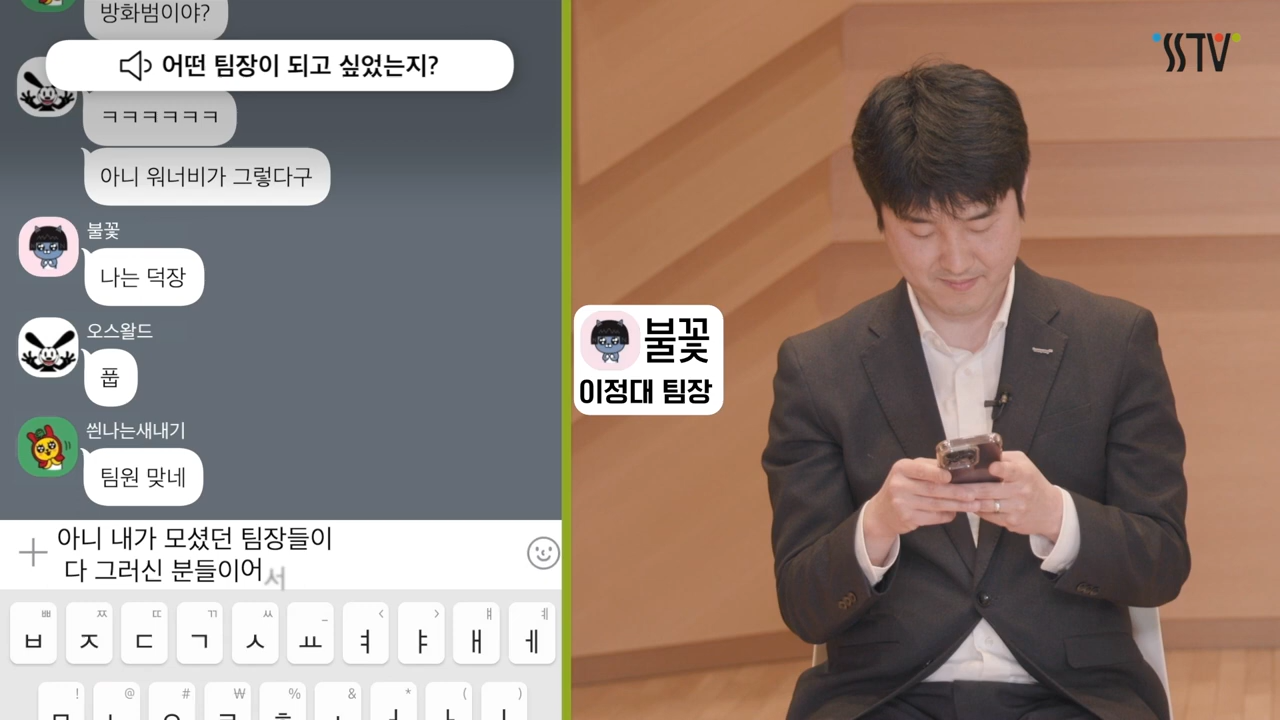 방화범이야?
어떤 팀장이 되고 싶었는지?
ㅋㅋㅋㅋㅋㅋ
아니 워너비가 그렇다구
불꽃
나는 덕장
오스왈드
풉
씐나는새내기
팀원 맞네
아니 내가 모셨던 팀장들이
다 그러신 분들이어서
ㅃ ㅉ ㄸ ㄲ ㅆ _ < > ㅒ ㅖ
ㅂ ㅈ ㄷ ㄱ ㅅ ㅛ ㅕ ㅑ ㅐ ㅔ
! @ # ₩ % & * ( )
SSTV
불꽃
이정대 팀장